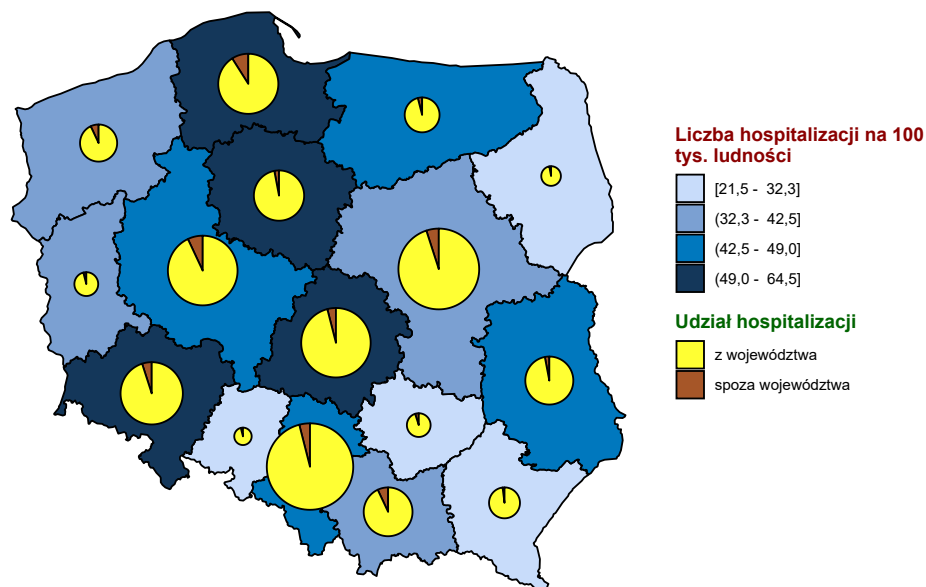 Liczba hospitalizacji na 100
tys. ludności
[21,5 - 32,3]
(32,3 - 42,5]
(42,5 - 49,0]
(49,0 - 64,5]
Udział hospitalizacji
z województwa
spoza województwa